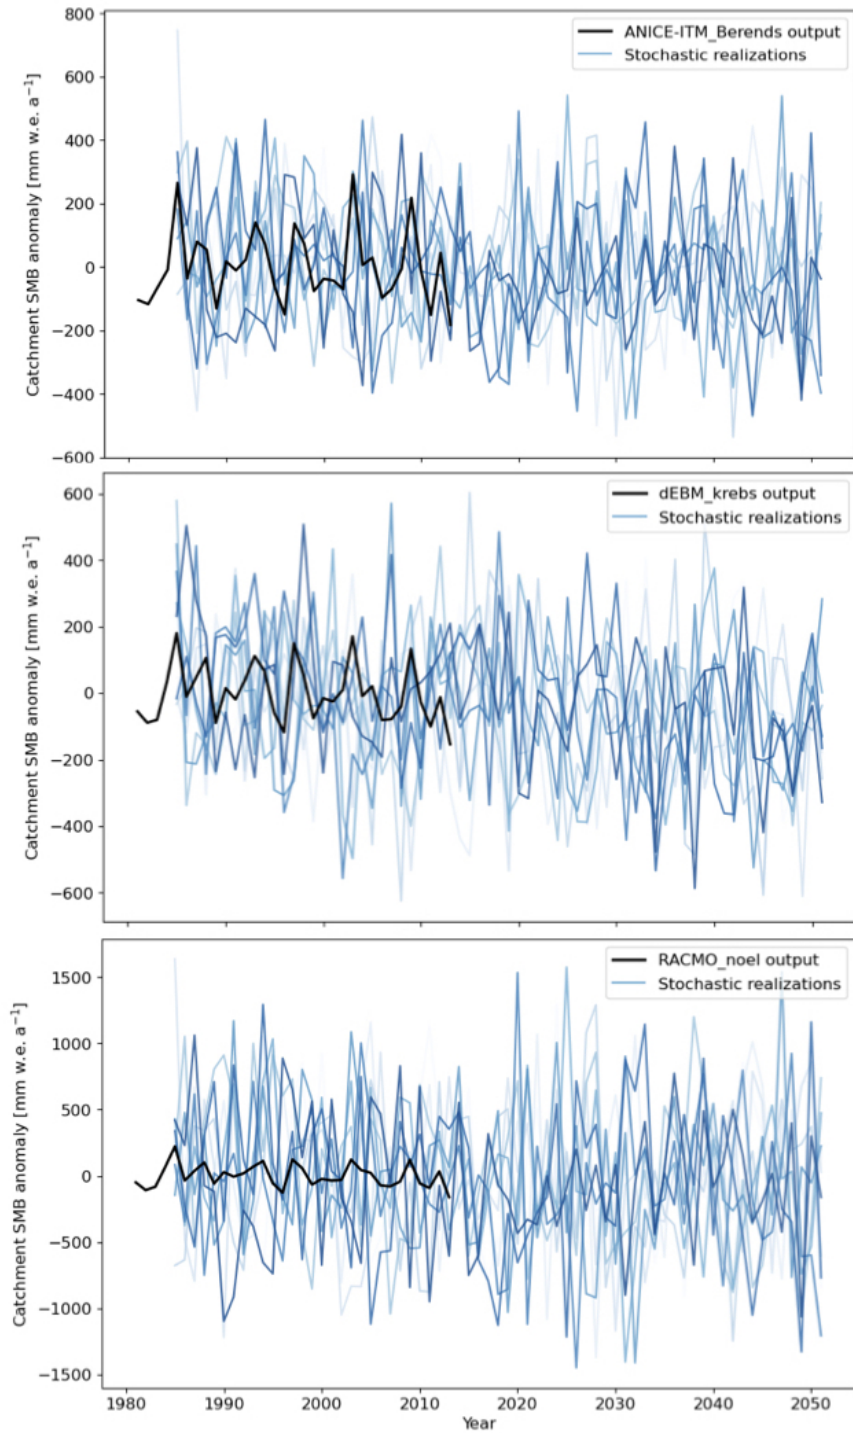 800
600
400
200
0
−200
−400
−600
Catchment SMB anomaly [mm w.e. a⁻¹]
ANICE-ITM_Berends output
Stochastic realizations
600
400
200
0
−200
−400
−600
Catchment SMB anomaly [mm w.e. a⁻¹]
dEBM_krebs output
Stochastic realizations
1500
1000
500
0
−500
−1000
−1500
Catchment SMB anomaly [mm w.e. a⁻¹]
RACMO_noel output
Stochastic realizations
1980 1990 2000 2010 2020 2030 2040 2050
Year